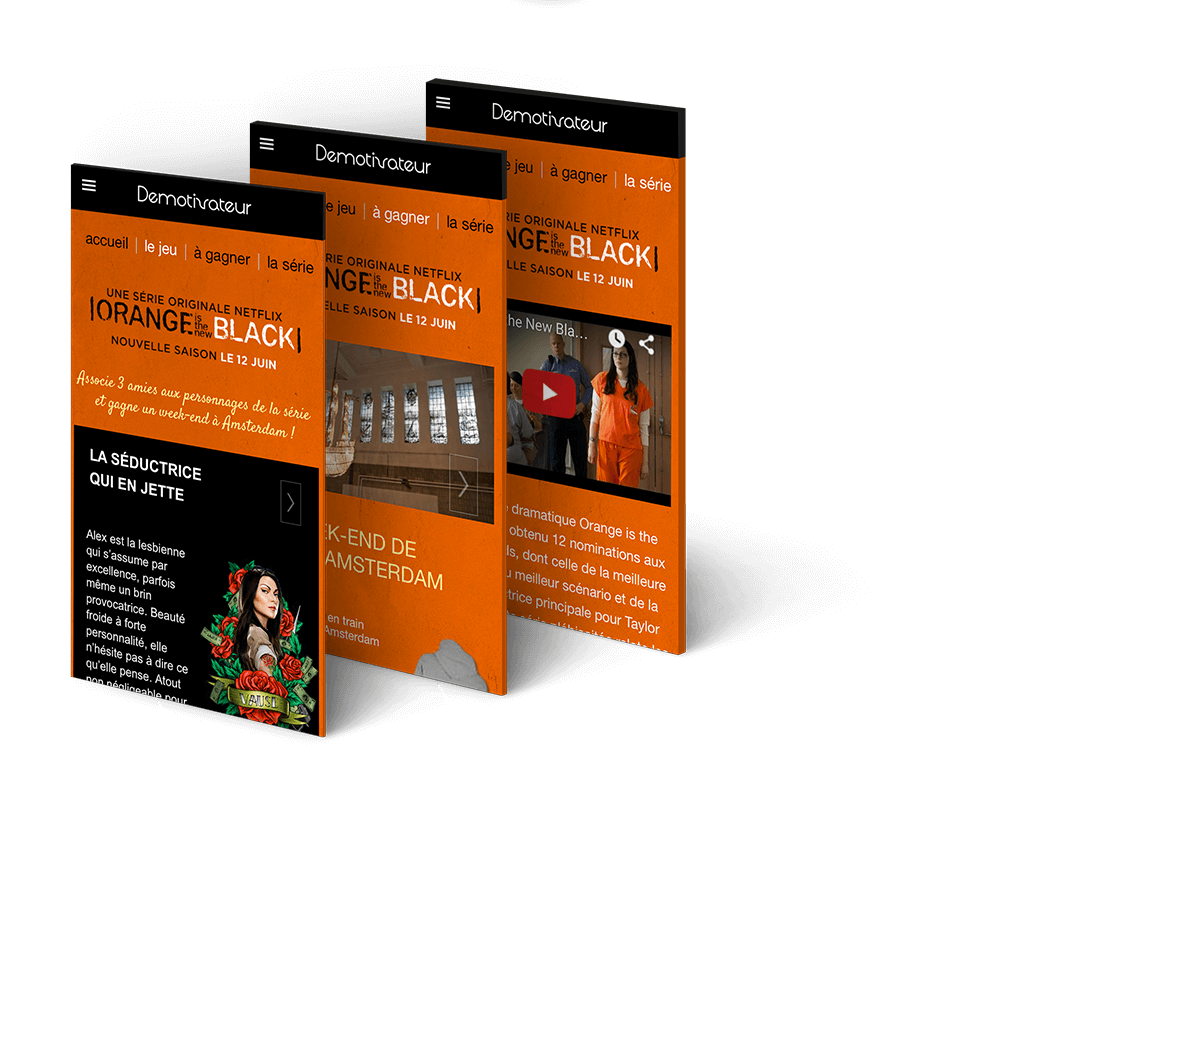 Demotivateur
accueil | le jeu | à gagner | la série
UNE SÉRIE ORIGINALE NETFLIX
ORANGE is the new BLACK
NOUVELLE SAISON LE 12 JUIN
Associe 3 amies aux personnages de la série
et gagne un week-end à Amsterdam !
LA SÉDUCTRICE
QUI EN JETTE
Alex est la lesbienne
qui s'assume par
excellence, parfois
même un brin
provocatrice. Beauté
froide à forte
personnalité, elle
n'hésite pas à dire ce
qu'elle pense. Atout
non négligeable pour
VAUSE
Demotivateur
le jeu | à gagner | la série
RIE ORIGINALE NETFLIX
ANGE is the new BLACK
ELLE SAISON LE 12 JUIN
EK-END DE
AMSTERDAM
en train
Amsterdam
Demotivateur
le jeu | à gagner | la série
RIE ORIGINALE NETFLIX
NGE is the new BLACK
LLE SAISON LE 12 JUIN
the New Bla...
dramatique Orange is the
obtenu 12 nominations aux
ds, dont celle de la meilleure
u meilleur scénario et de la
trice principale pour Taylor